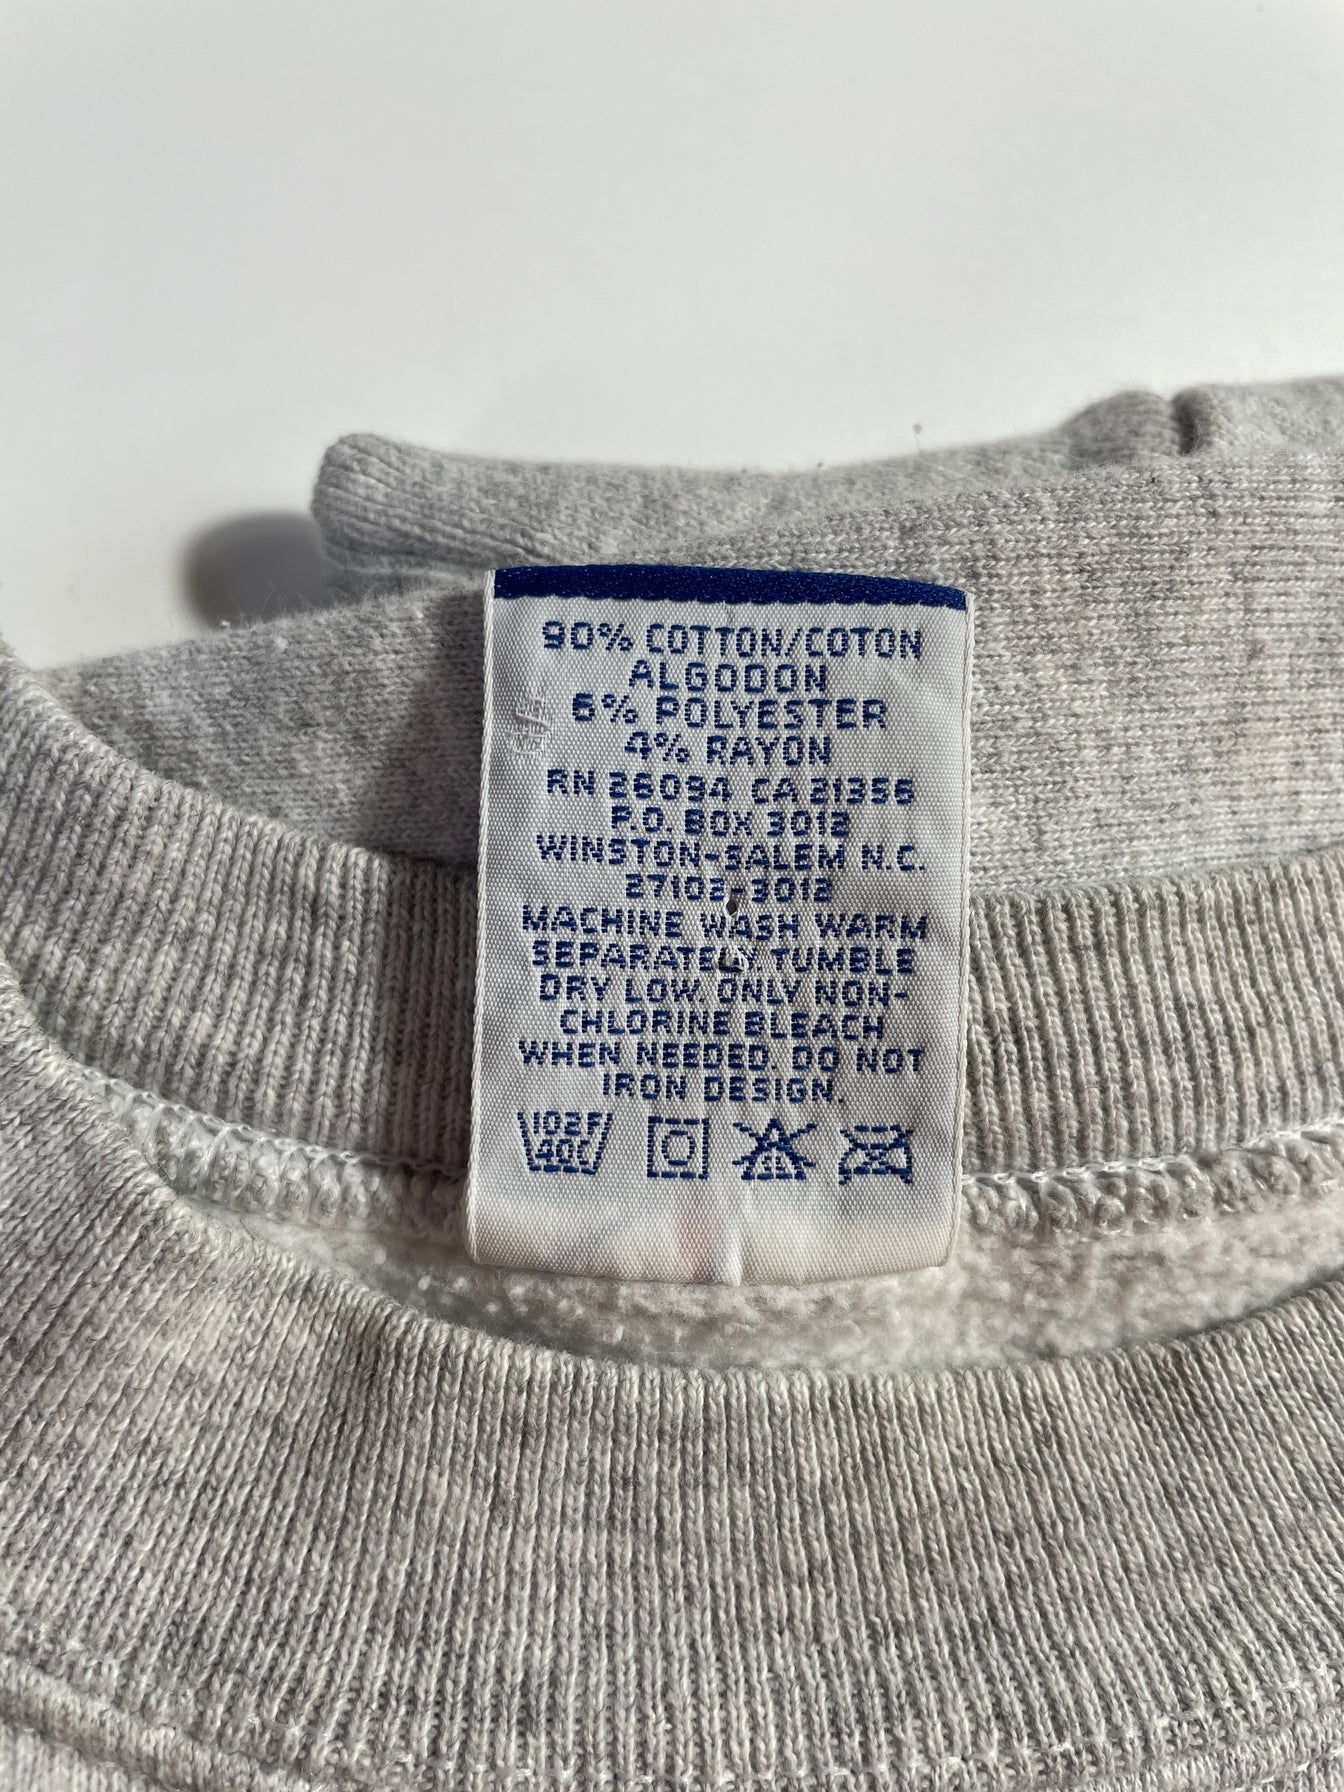 90% COTTON/COTON
ALGODON
6% POLYESTER
4% RAYON
RN 26094 CA 21356
P.O. BOX 3012
WINSTON-SALEM N.C.
27102-3012
MACHINE WASH WARM
SEPARATELY. TUMBLE
DRY LOW. ONLY NON-
CHLORINE BLEACH
WHEN NEEDED. DO NOT
IRON DESIGN.
102F
40C